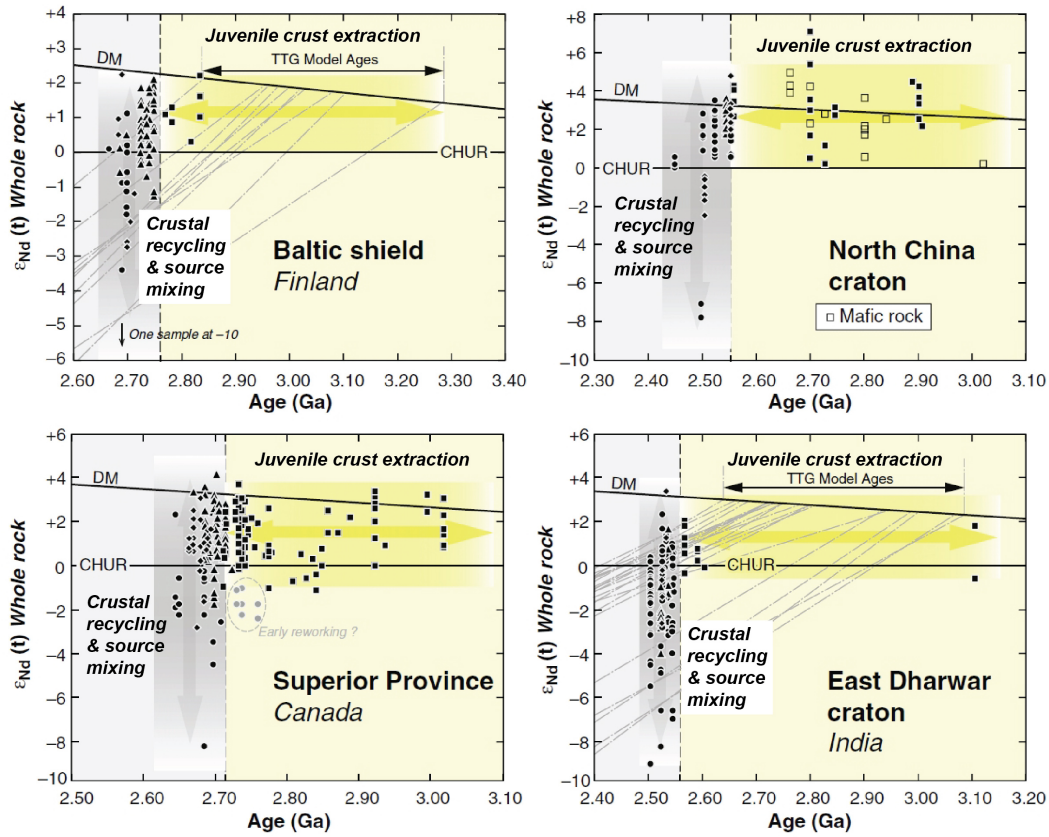 +4
+3
+2
+1
0
−1
−2
−3
−4
−5
−6
εNd (t) Whole rock
DM
Juvenile crust extraction
TTG Model Ages
CHUR
Crustal
recycling
& source
mixing
Baltic shield
Finland
One sample at −10
2.60 2.70 2.80 2.90 3.00 3.10 3.20 3.30 3.40
Age (Ga)
+8
+6
+4
+2
0
−2
−4
−6
−8
−10
εNd (t) Whole rock
Juvenile crust extraction
DM
CHUR
Crustal
recycling
& source
mixing
North China
craton
Mafic rock
2.30 2.40 2.50 2.60 2.70 2.80 2.90 3.00 3.10
Age (Ga)
+6
+4
+2
0
−2
−4
−6
−8
−10
εNd (t) Whole rock
Juvenile crust extraction
DM
CHUR
Crustal
recycling
& source
mixing
Early reworking ?
Superior Province
Canada
2.50 2.60 2.70 2.80 2.90 3.00 3.10
Age (Ga)
+6
+4
+2
0
−2
−4
−6
−8
−10
εNd (t) Whole rock
Juvenile crust extraction
TTG Model Ages
DM
CHUR
Crustal
recycling
& source
mixing
East Dharwar
craton
India
2.40 2.50 2.60 2.70 2.80 2.90 3.00 3.10 3.20
Age (Ga)